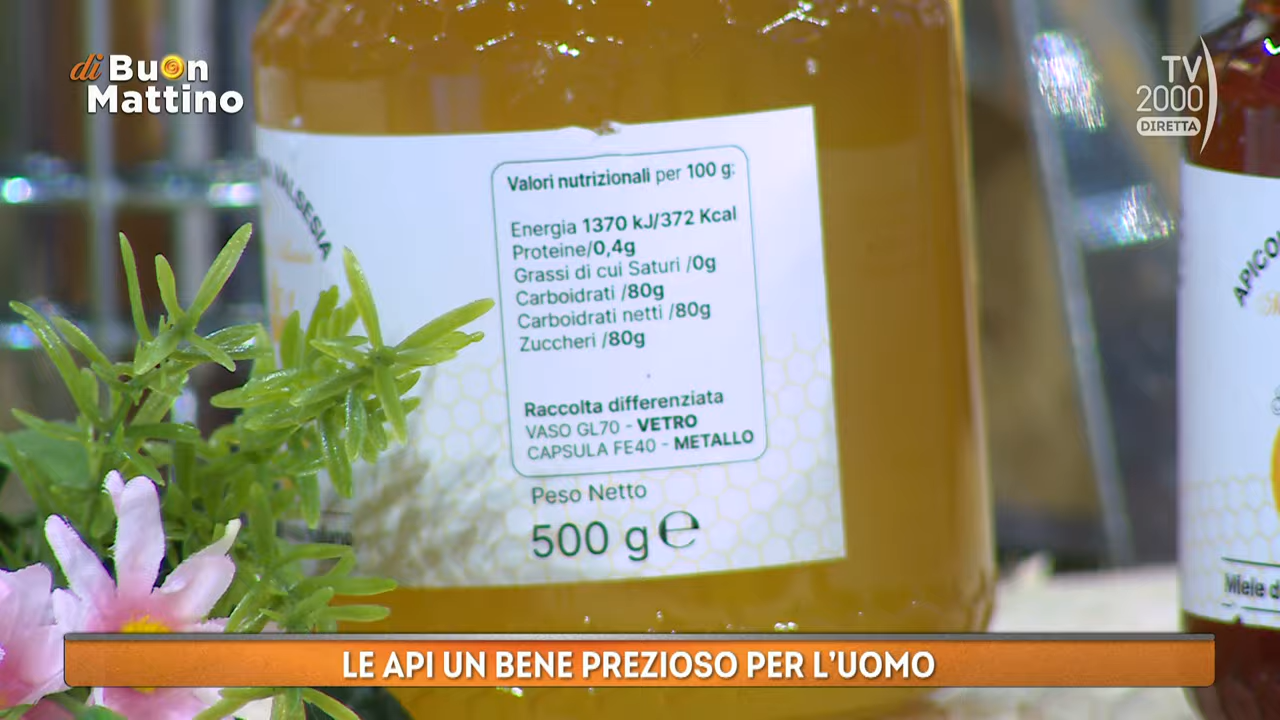 di Buon
Mattino
TV
2000
DIRETTA
VALSESIA
Valori nutrizionali per 100 g:
Energia 1370 kJ/372 Kcal
Proteine/0,4g
Grassi di cui Saturi /0g
Carboidrati /80g
Carboidrati netti /80g
Zuccheri /80g
Raccolta differenziata
VASO GL70 - VETRO
CAPSULA FE40 - METALLO
Peso Netto
500 g ℮
Miele d
LE API UN BENE PREZIOSO PER L'UOMO